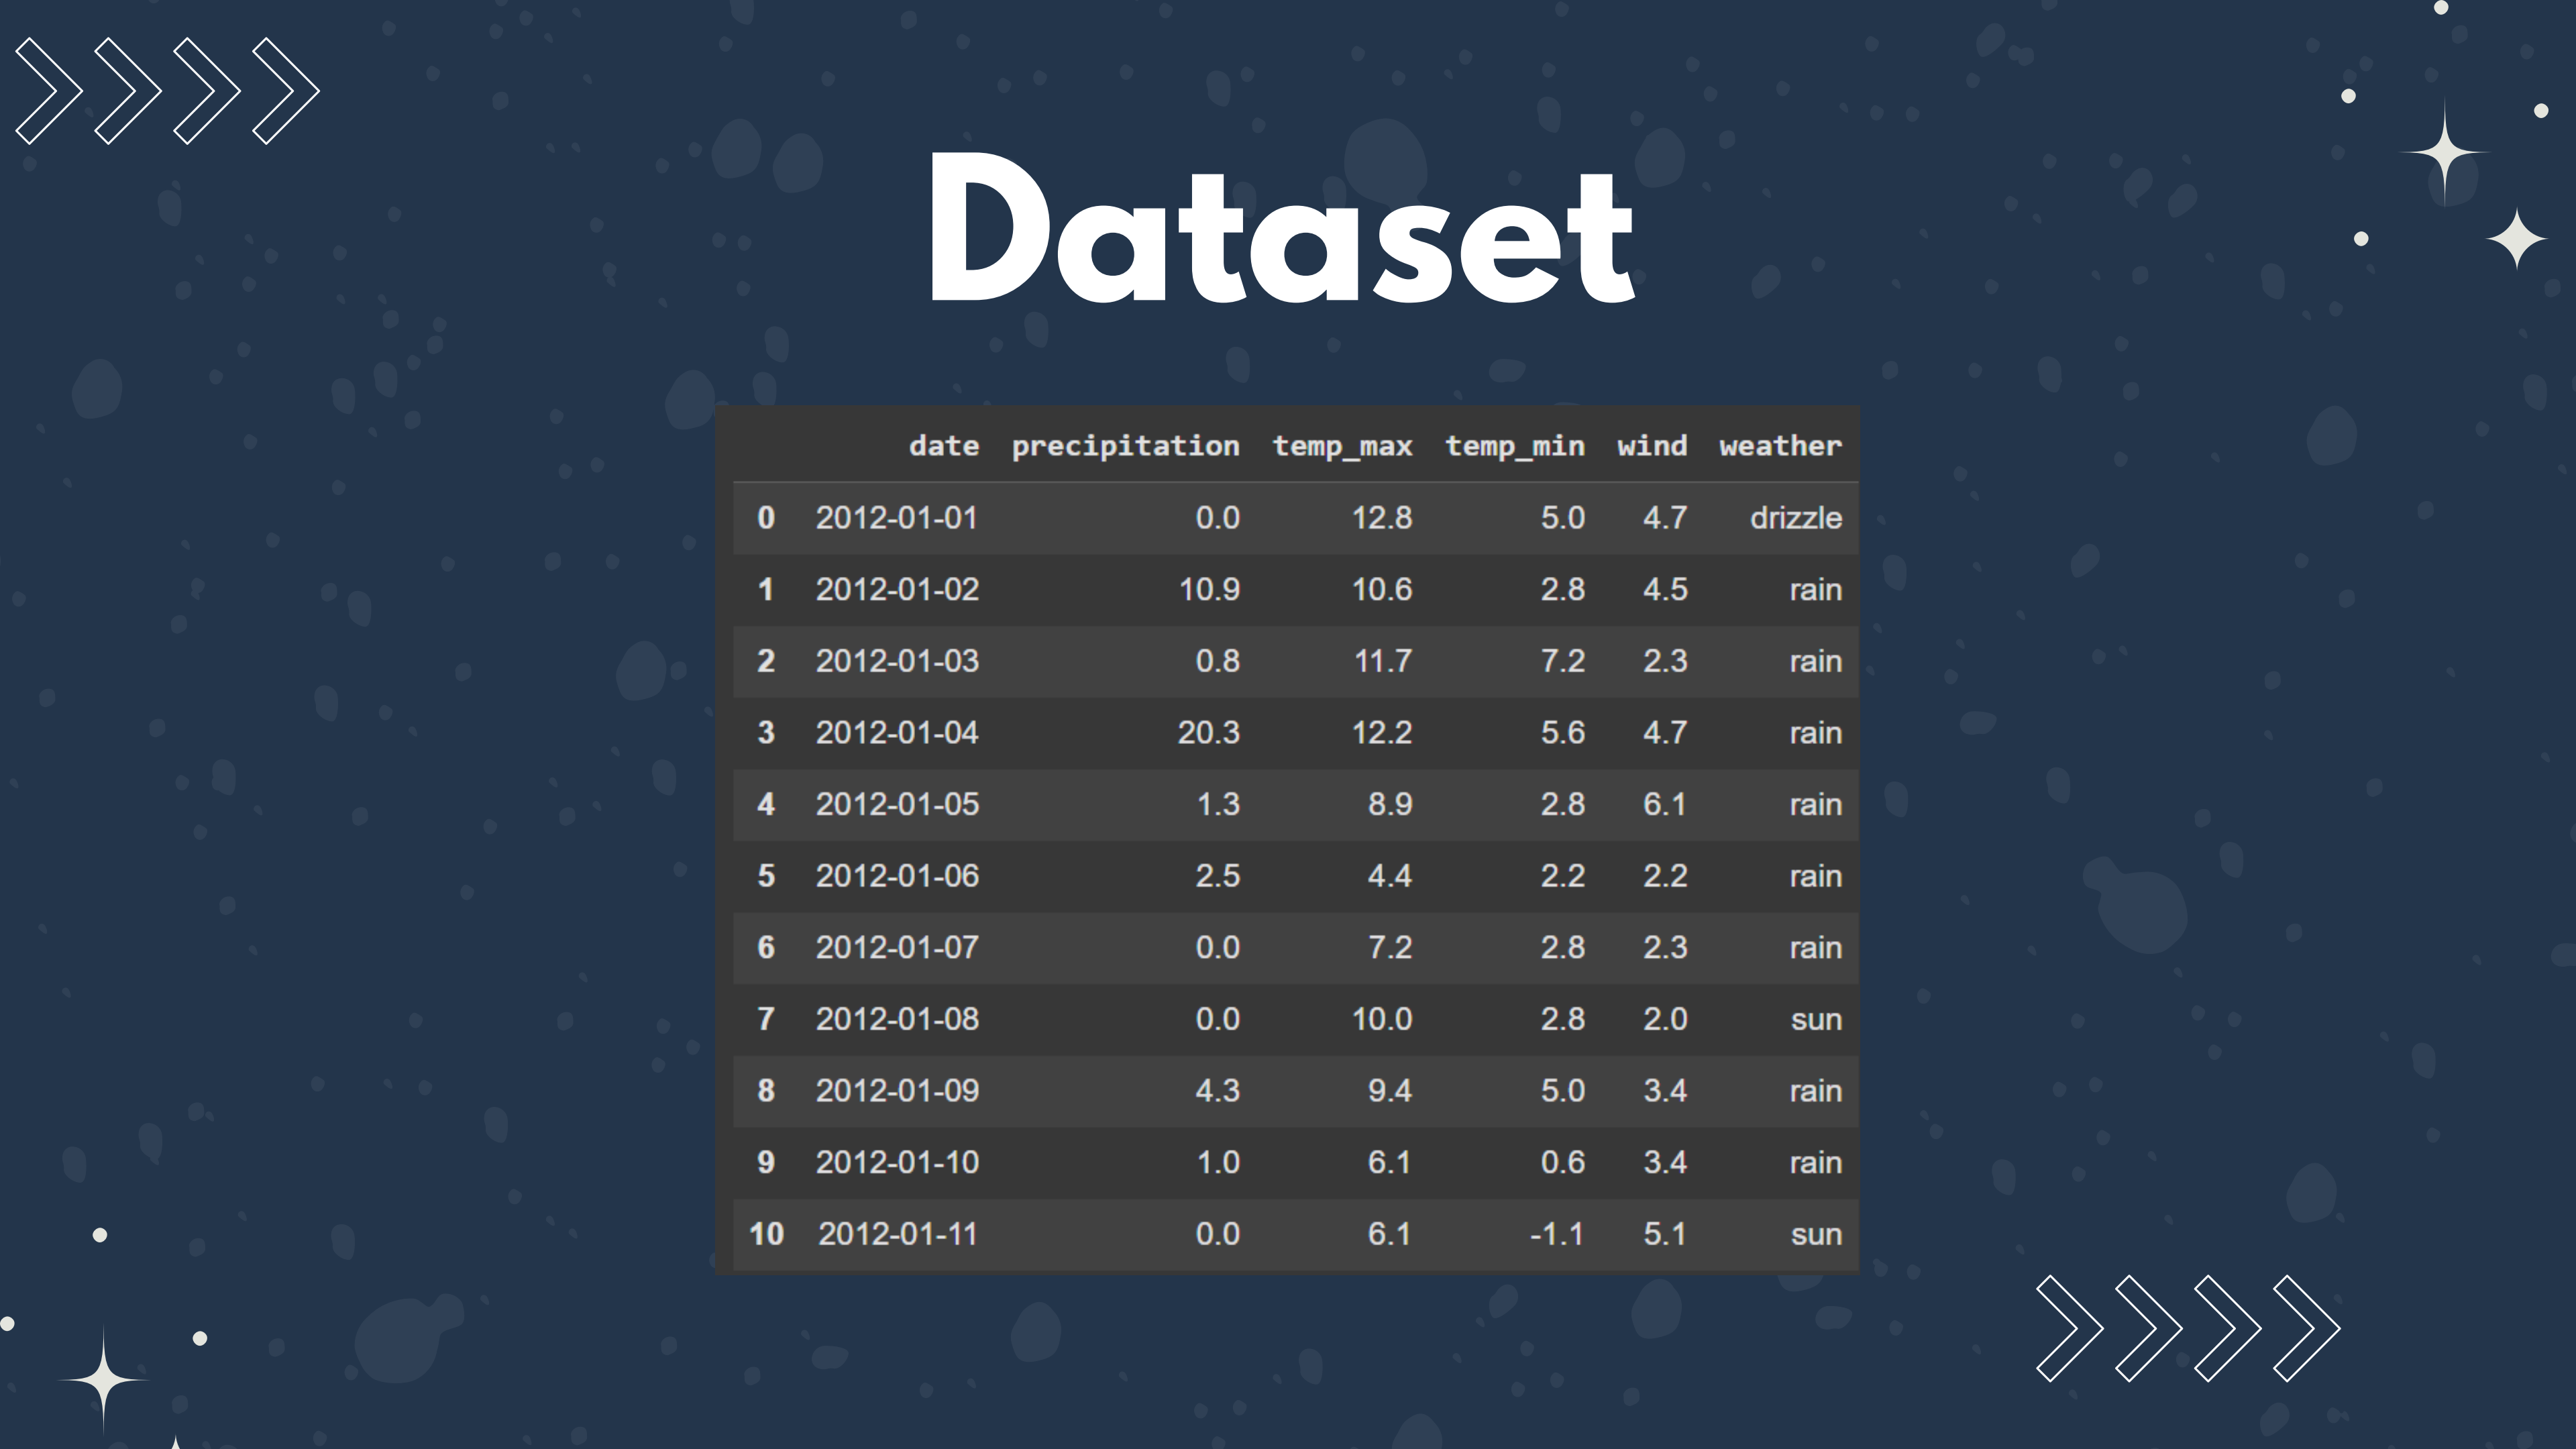 Dataset
date precipitation temp_max temp_min wind weather
0 2012-01-01 0.0 12.8 5.0 4.7 drizzle
1 2012-01-02 10.9 10.6 2.8 4.5 rain
2 2012-01-03 0.8 11.7 7.2 2.3 rain
3 2012-01-04 20.3 12.2 5.6 4.7 rain
4 2012-01-05 1.3 8.9 2.8 6.1 rain
5 2012-01-06 2.5 4.4 2.2 2.2 rain
6 2012-01-07 0.0 7.2 2.8 2.3 rain
7 2012-01-08 0.0 10.0 2.8 2.0 sun
8 2012-01-09 4.3 9.4 5.0 3.4 rain
9 2012-01-10 1.0 6.1 0.6 3.4 rain
10 2012-01-11 0.0 6.1 -1.1 5.1 sun